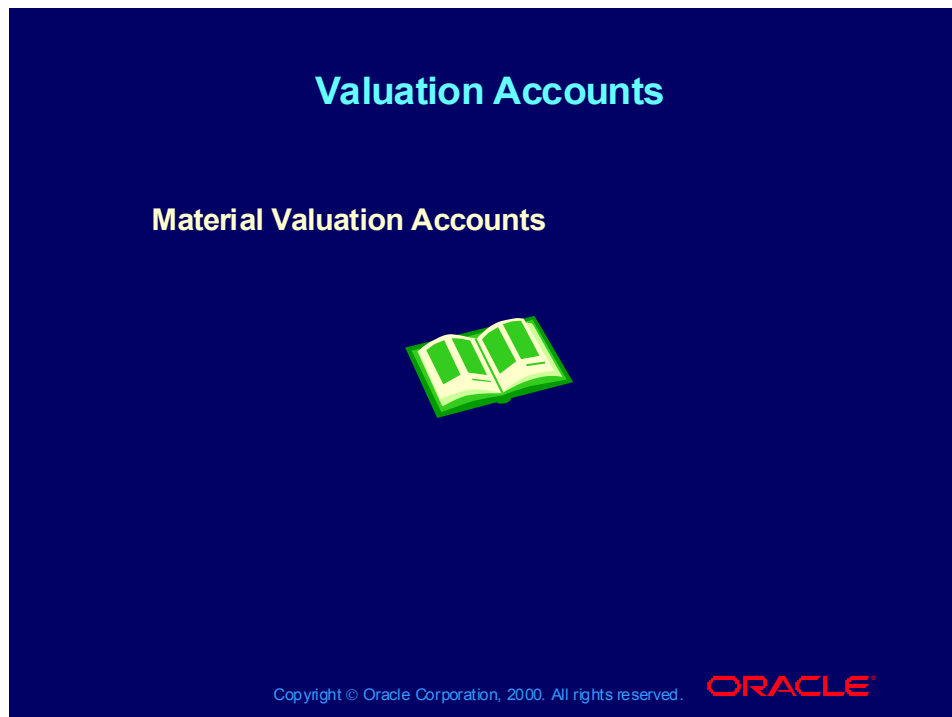 Valuation Accounts
Material Valuation Accounts
Copyright © Oracle Corporation, 2000. All rights reserved.
ORACLE®